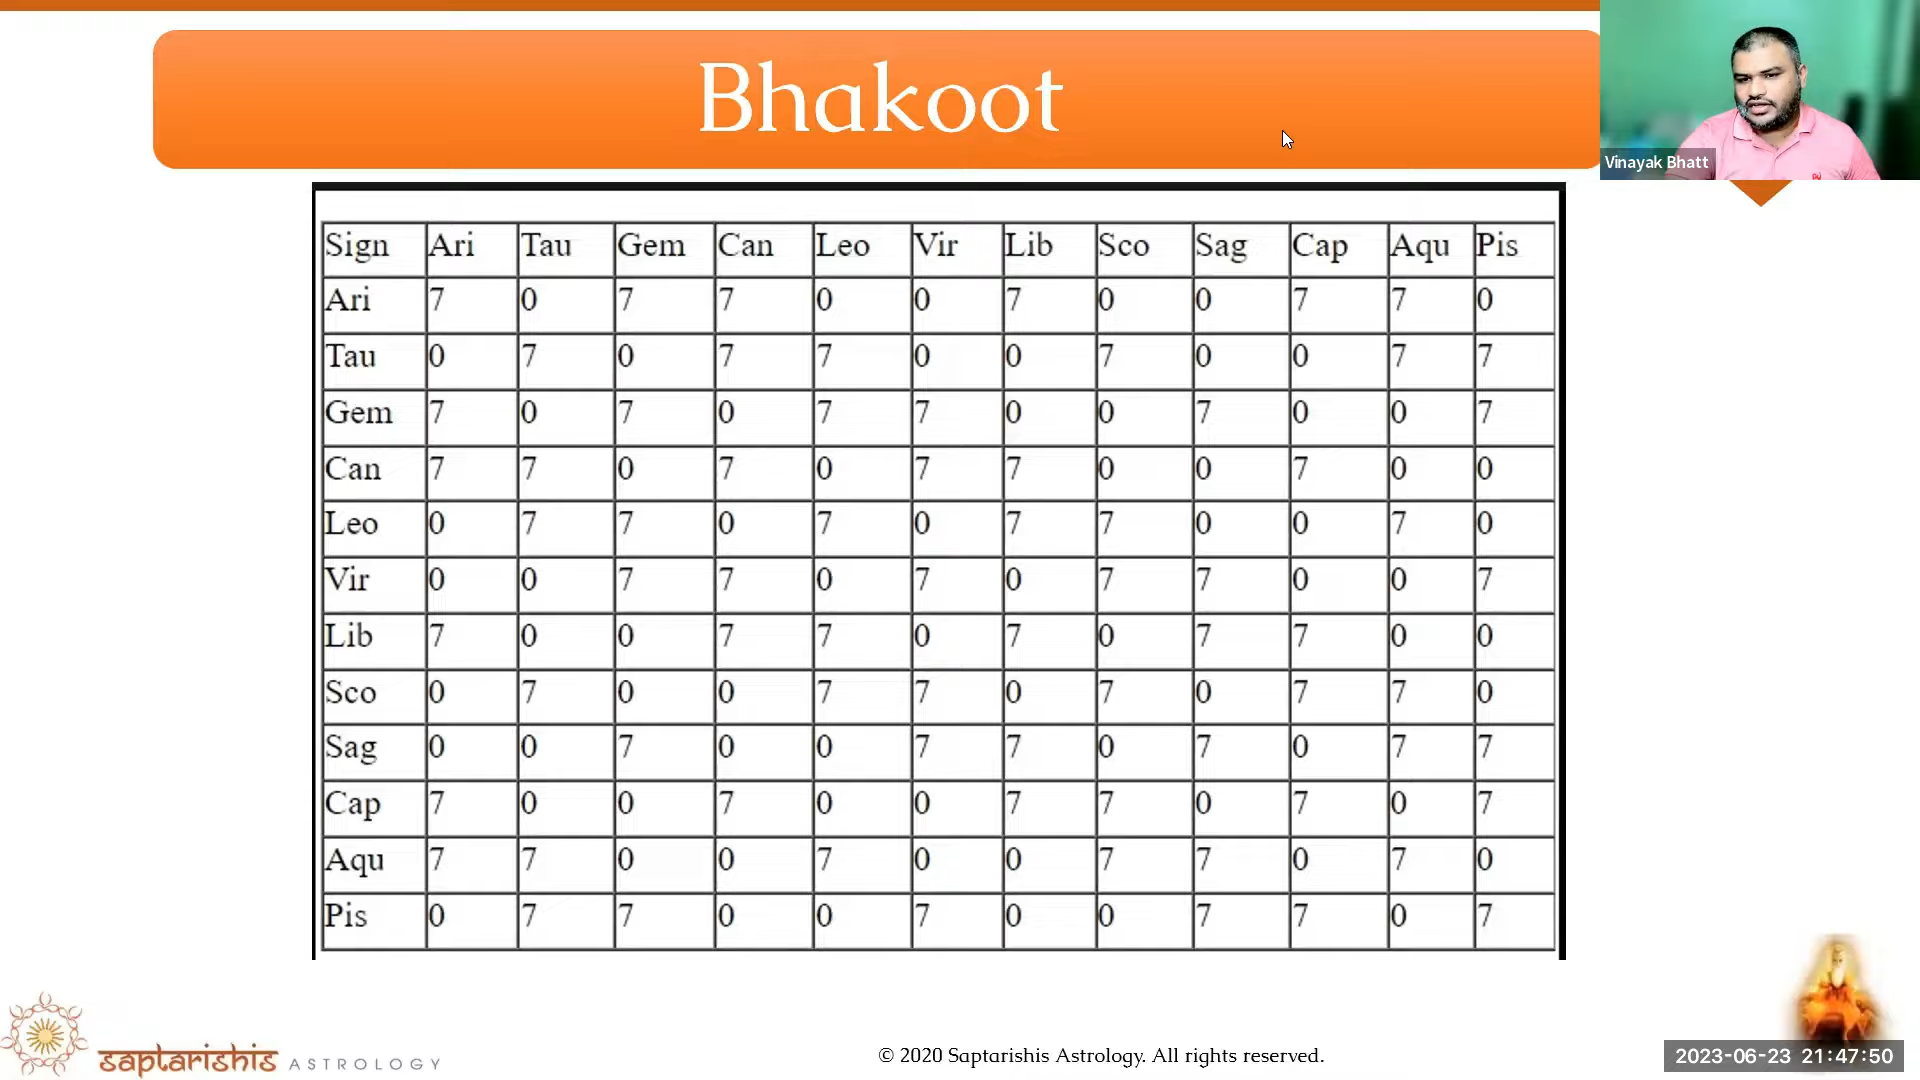 Bhakoot
Vinayak Bhatt
Sign Ari Tau Gem Can Leo Vir Lib Sco Sag Cap Aqu Pis
Ari 7 0 7 7 0 0 7 0 0 7 7 0
Tau 0 7 0 7 7 0 0 7 0 0 7 7
Gem 7 0 7 0 7 7 0 0 7 0 0 7
Can 7 7 0 7 0 7 7 0 0 7 0 0
Leo 0 7 7 0 7 0 7 7 0 0 7 0
Vir 0 0 7 7 0 7 0 7 7 0 0 7
Lib 7 0 0 7 7 0 7 0 7 7 0 0
Sco 0 7 0 0 7 7 0 7 0 7 7 0
Sag 0 0 7 0 0 7 7 0 7 0 7 7
Cap 7 0 0 7 0 0 7 7 0 7 0 7
Aqu 7 7 0 0 7 0 0 7 7 0 7 0
Pis 0 7 7 0 0 7 0 0 7 7 0 7
saptarishis ASTROLOGY
© 2020 Saptarishis Astrology. All rights reserved.
2023-06-23 21:47:50